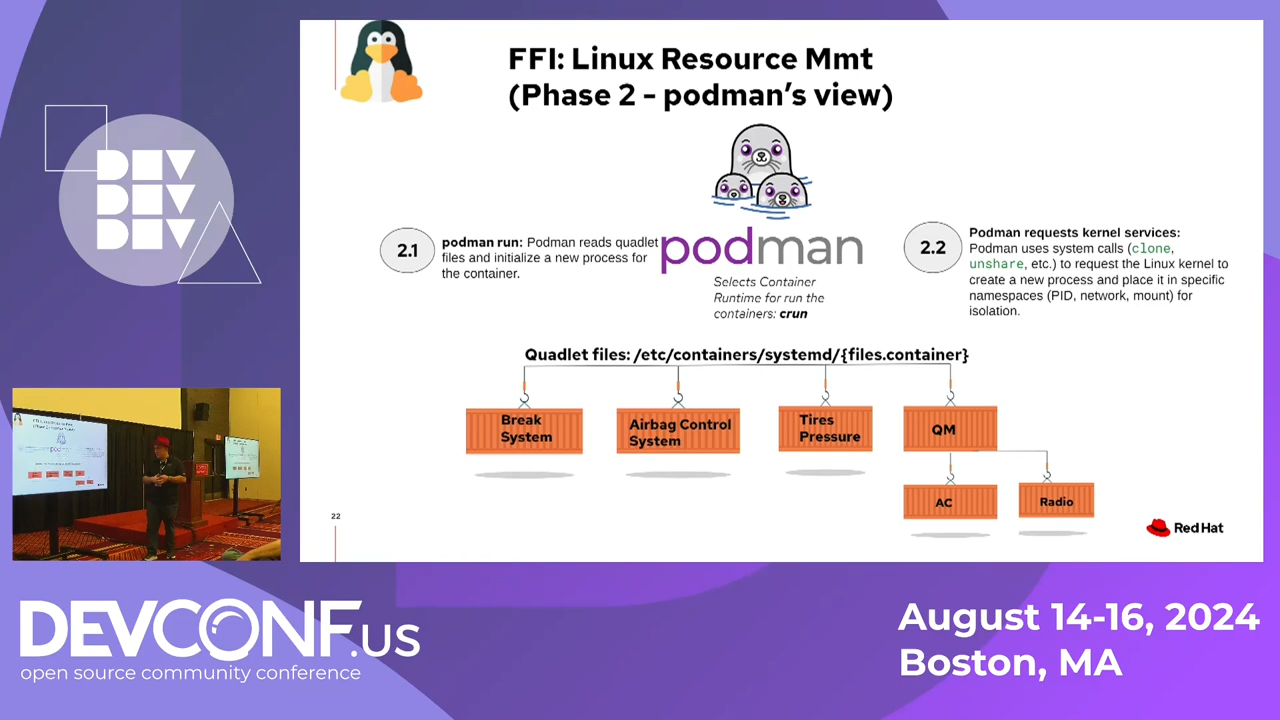 FFI: Linux Resource Mmt
(Phase 2 - podman's view)
2.1
podman run: Podman reads quadlet
files and initialize a new process for
the container.
podman
Selects Container
Runtime for run the
containers: crun
2.2
Podman requests kernel services:
Podman uses system calls (clone,
unshare, etc.) to request the Linux kernel to
create a new process and place it in specific
namespaces (PID, network, mount) for
isolation.
Quadlet files: /etc/containers/systemd/{files.container}
Break
System
Airbag Control
System
Tires
Pressure
QM
AC
Radio
22
Red Hat
DEV
DEV
DEV
DEVCONF.US
open source community conference
August 14-16, 2024
Boston, MA